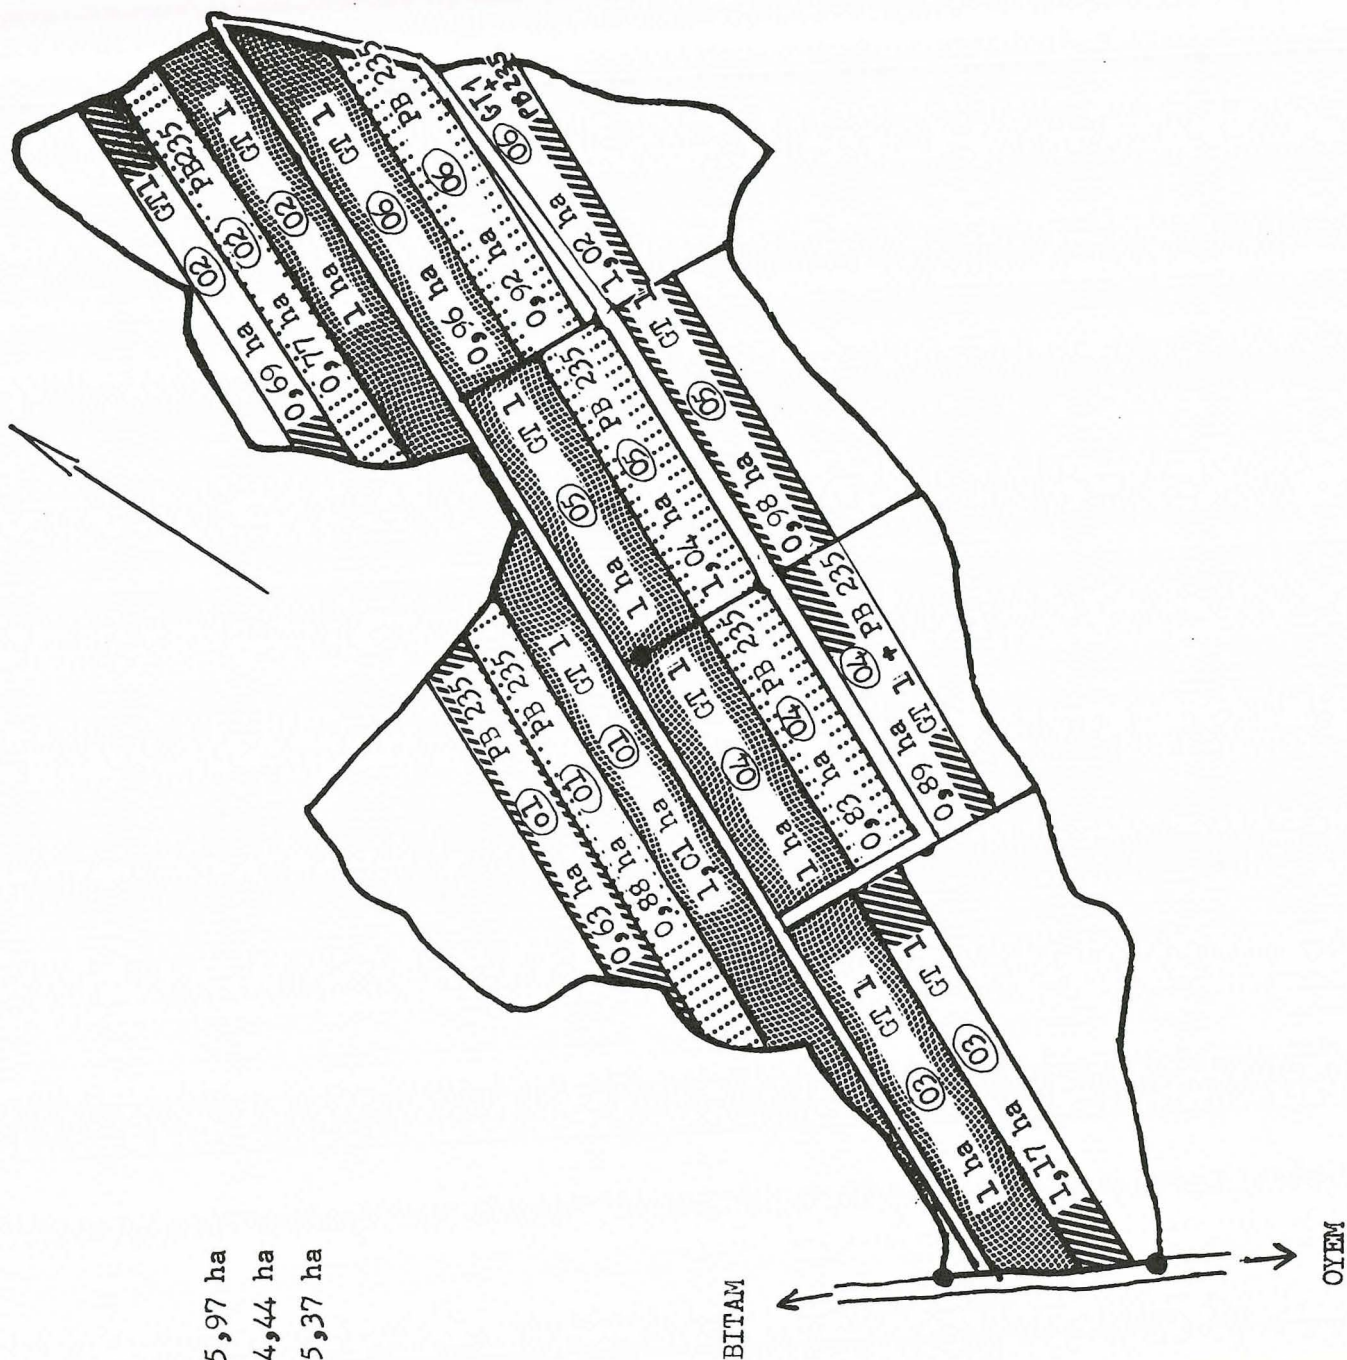 5,97 ha
4,44 ha
5,37 ha
BITAM
OYEM
0,69 ha 02 GT 1
0,77 ha 02 PB235
1 ha 02 GT 1
0,96 ha 06 GT 1
0,92 ha 06 PB 235
1,02 ha 06 GT1 +
PB235
1 ha 05 GT 1
1,04 ha 05 PB 235
0,98 ha 05 GT 1
0,63 ha 01 PB 235
0,88 ha 01 PB 235
1,01 ha 01 GT 1
1 ha 04 GT 1
0,83 ha 04 PB 235
0,89 ha 04
GT 1 + PB 235
1 ha 03 GT 1
1,17 ha 03 GT 1